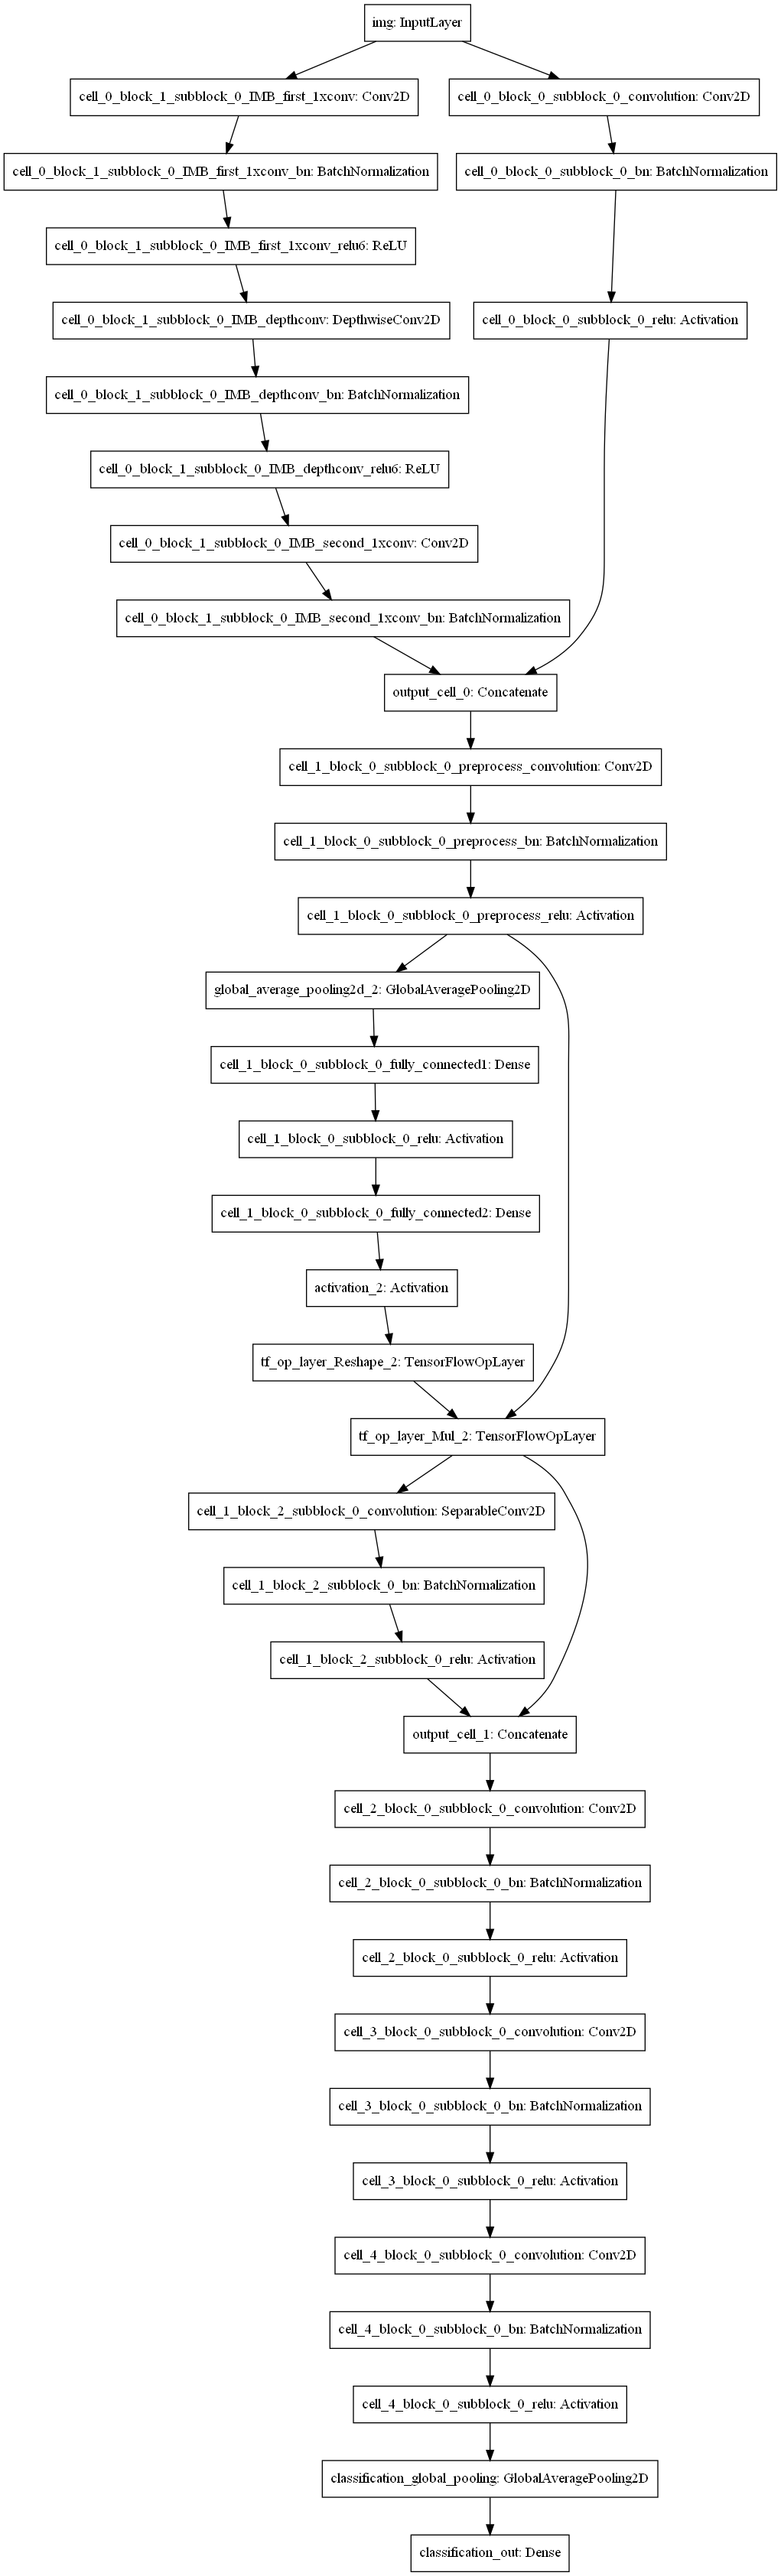 img: InputLayer
cell_0_block_1_subblock_0_IMB_first_1xconv: Conv2D
cell_0_block_0_subblock_0_convolution: Conv2D
cell_0_block_1_subblock_0_IMB_first_1xconv_bn: BatchNormalization
cell_0_block_0_subblock_0_bn: BatchNormalization
cell_0_block_1_subblock_0_IMB_first_1xconv_relu6: ReLU
cell_0_block_1_subblock_0_IMB_depthconv: DepthwiseConv2D
cell_0_block_0_subblock_0_relu: Activation
cell_0_block_1_subblock_0_IMB_depthconv_bn: BatchNormalization
cell_0_block_1_subblock_0_IMB_depthconv_relu6: ReLU
cell_0_block_1_subblock_0_IMB_second_1xconv: Conv2D
cell_0_block_1_subblock_0_IMB_second_1xconv_bn: BatchNormalization
output_cell_0: Concatenate
cell_1_block_0_subblock_0_preprocess_convolution: Conv2D
cell_1_block_0_subblock_0_preprocess_bn: BatchNormalization
cell_1_block_0_subblock_0_preprocess_relu: Activation
global_average_pooling2d_2: GlobalAveragePooling2D
cell_1_block_0_subblock_0_fully_connected1: Dense
cell_1_block_0_subblock_0_relu: Activation
cell_1_block_0_subblock_0_fully_connected2: Dense
activation_2: Activation
tf_op_layer_Reshape_2: TensorFlowOpLayer
tf_op_layer_Mul_2: TensorFlowOpLayer
cell_1_block_2_subblock_0_convolution: SeparableConv2D
cell_1_block_2_subblock_0_bn: BatchNormalization
cell_1_block_2_subblock_0_relu: Activation
output_cell_1: Concatenate
cell_2_block_0_subblock_0_convolution: Conv2D
cell_2_block_0_subblock_0_bn: BatchNormalization
cell_2_block_0_subblock_0_relu: Activation
cell_3_block_0_subblock_0_convolution: Conv2D
cell_3_block_0_subblock_0_bn: BatchNormalization
cell_3_block_0_subblock_0_relu: Activation
cell_4_block_0_subblock_0_convolution: Conv2D
cell_4_block_0_subblock_0_bn: BatchNormalization
cell_4_block_0_subblock_0_relu: Activation
classification_global_pooling: GlobalAveragePooling2D
classification_out: Dense